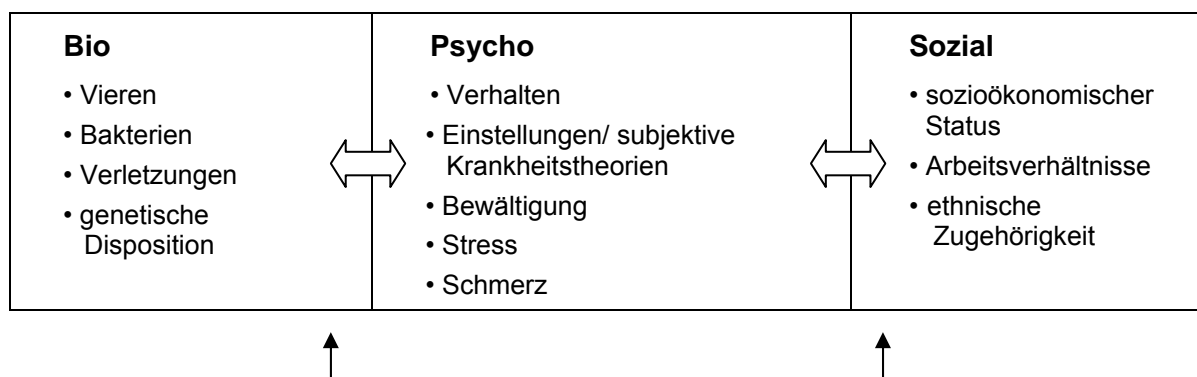 Bio
• Vieren
• Bakterien
• Verletzungen
• genetische
Disposition
Psycho
• Verhalten
• Einstellungen/ subjektive
Krankheitstheorien
• Bewältigung
• Stress
• Schmerz
Sozial
• sozioökonomischer
Status
• Arbeitsverhältnisse
• ethnische
Zugehörigkeit